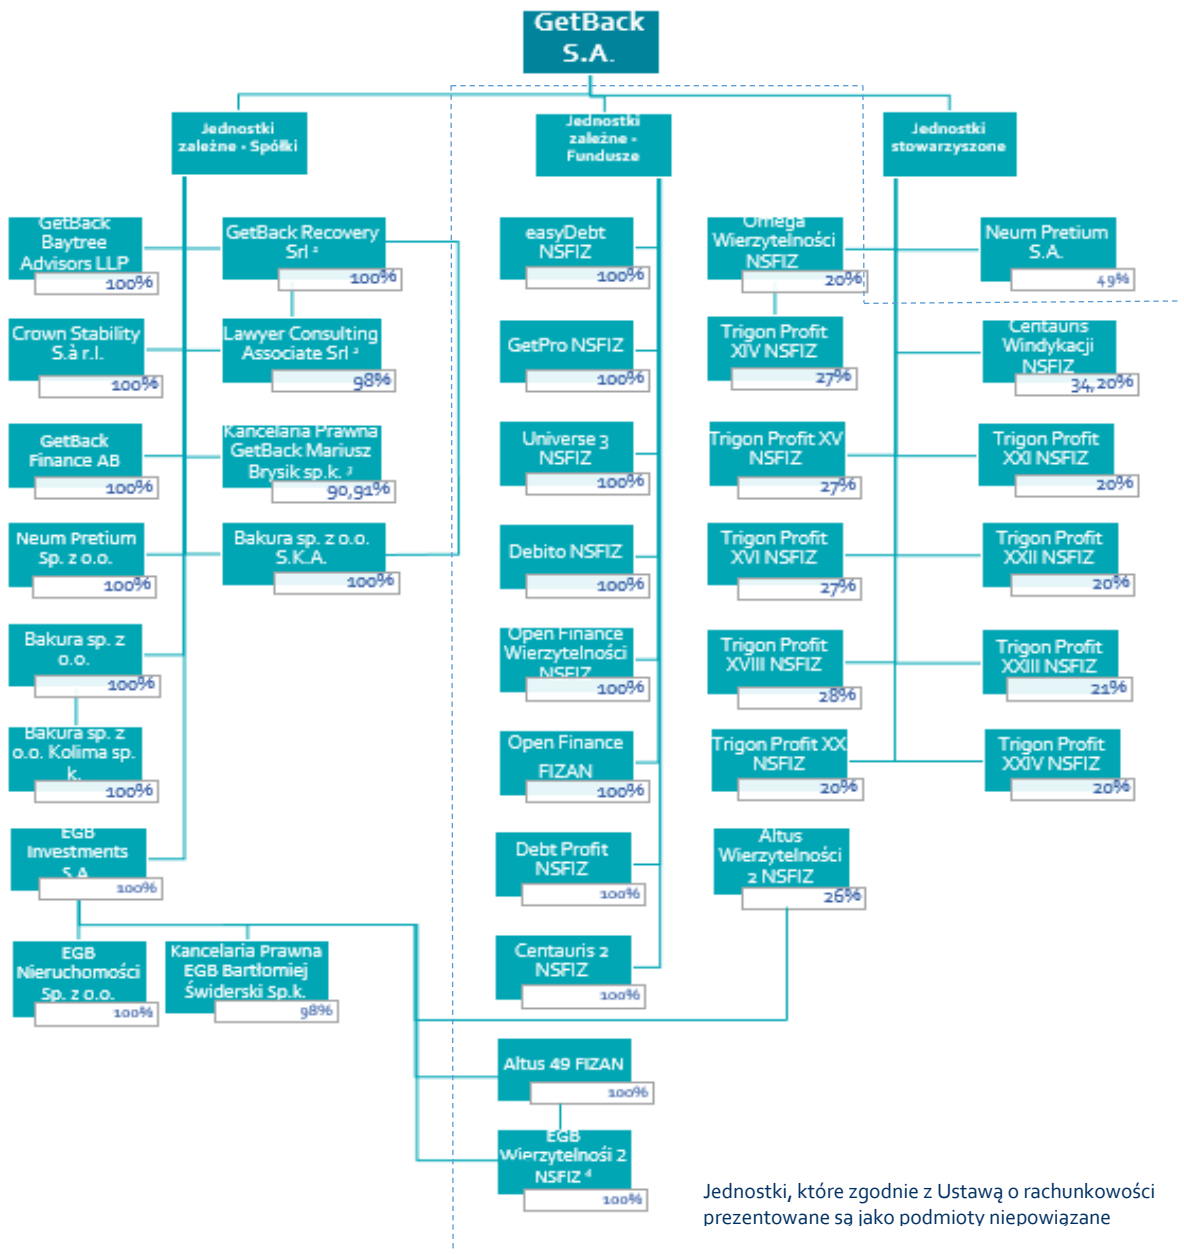 GetBack
S.A.
Jednostki
zależne - Spółki
Jednostki
zależne -
Fundusze
Jednostki
stowarzyszone
GetBack
Baytree
Advisors LLP
100%
GetBack Recovery
Srl ²
100%
easyDebt
NSFIZ
100%
Omega
Wierzytelności
NSFIZ
20%
Neum Pretium
S.A.
49%
Crown Stability
S.à r.l.
100%
Lawyer Consulting
Associate Srl ²
98%
GetPro NSFIZ
100%
Trigon Profit
XIV NSFIZ
27%
Centauris
Windykacji
NSFIZ
34,20%
GetBack
Finance AB
100%
Kancelaria Prawna
GetBack Mariusz
Brysik sp.k. ³
90,91%
Universe 3
NSFIZ
100%
Trigon Profit XV
NSFIZ
27%
Trigon Profit
XXI NSFIZ
20%
Neum Pretium
Sp. z o.o.
100%
Bakura sp. z o.o.
S.K.A.
100%
Debito NSFIZ
100%
Trigon Profit
XVI NSFIZ
27%
Trigon Profit
XXII NSFIZ
20%
Bakura sp. z
o.o.
100%
Open Finance
Wierzytelności
NSFIZ
100%
Trigon Profit
XVIII NSFIZ
28%
Trigon Profit
XXIII NSFIZ
21%
Bakura sp. z
o.o. Kolima sp.
k.
100%
Open Finance
FIZAN
100%
Trigon Profit XX
NSFIZ
20%
Trigon Profit
XXIV NSFIZ
20%
EGB
Investments
S.A.
100%
Debt Profit
NSFIZ
100%
Altus
Wierzytelności
2 NSFIZ
26%
EGB
Nieruchomości
Sp. z o.o.
100%
Kancelaria Prawna
EGB Bartłomiej
Świderski Sp.k.
98%
Centauris 2
NSFIZ
100%
Altus 49 FIZAN
100%
EGB
Wierzytelnośi 2
NSFIZ ⁴
100%
Jednostki, które zgodnie z Ustawą o rachunkowości
prezentowane są jako podmioty niepowiązane